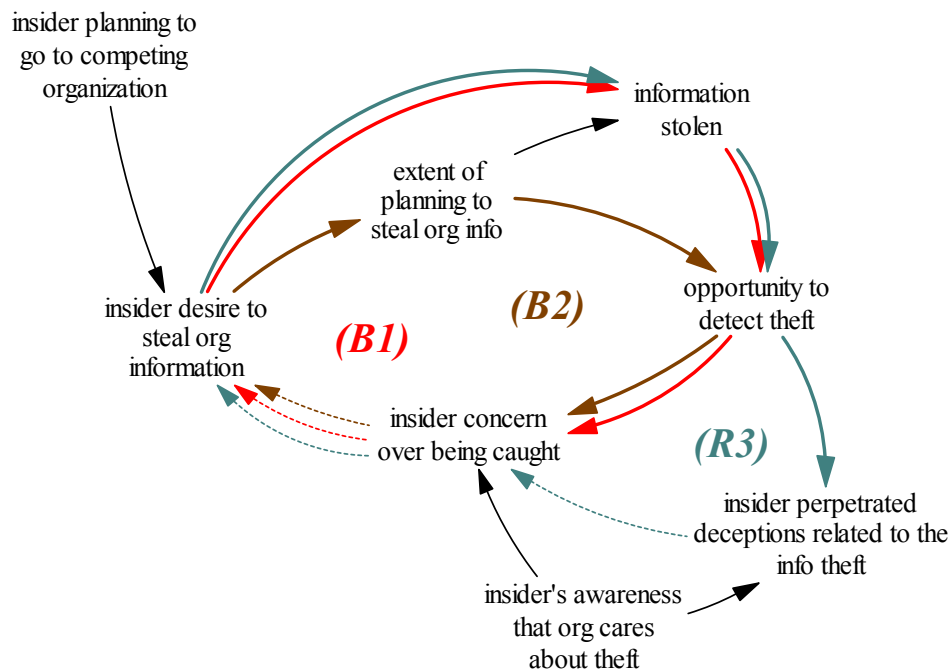 insider planning to
go to competing
organization
information
stolen
extent of
planning to
steal org info
opportunity to
detect theft
insider desire to
steal org
information
(B1)
(B2)
insider concern
over being caught
(R3)
insider perpetrated
deceptions related to the
info theft
insider's awareness
that org cares
about theft